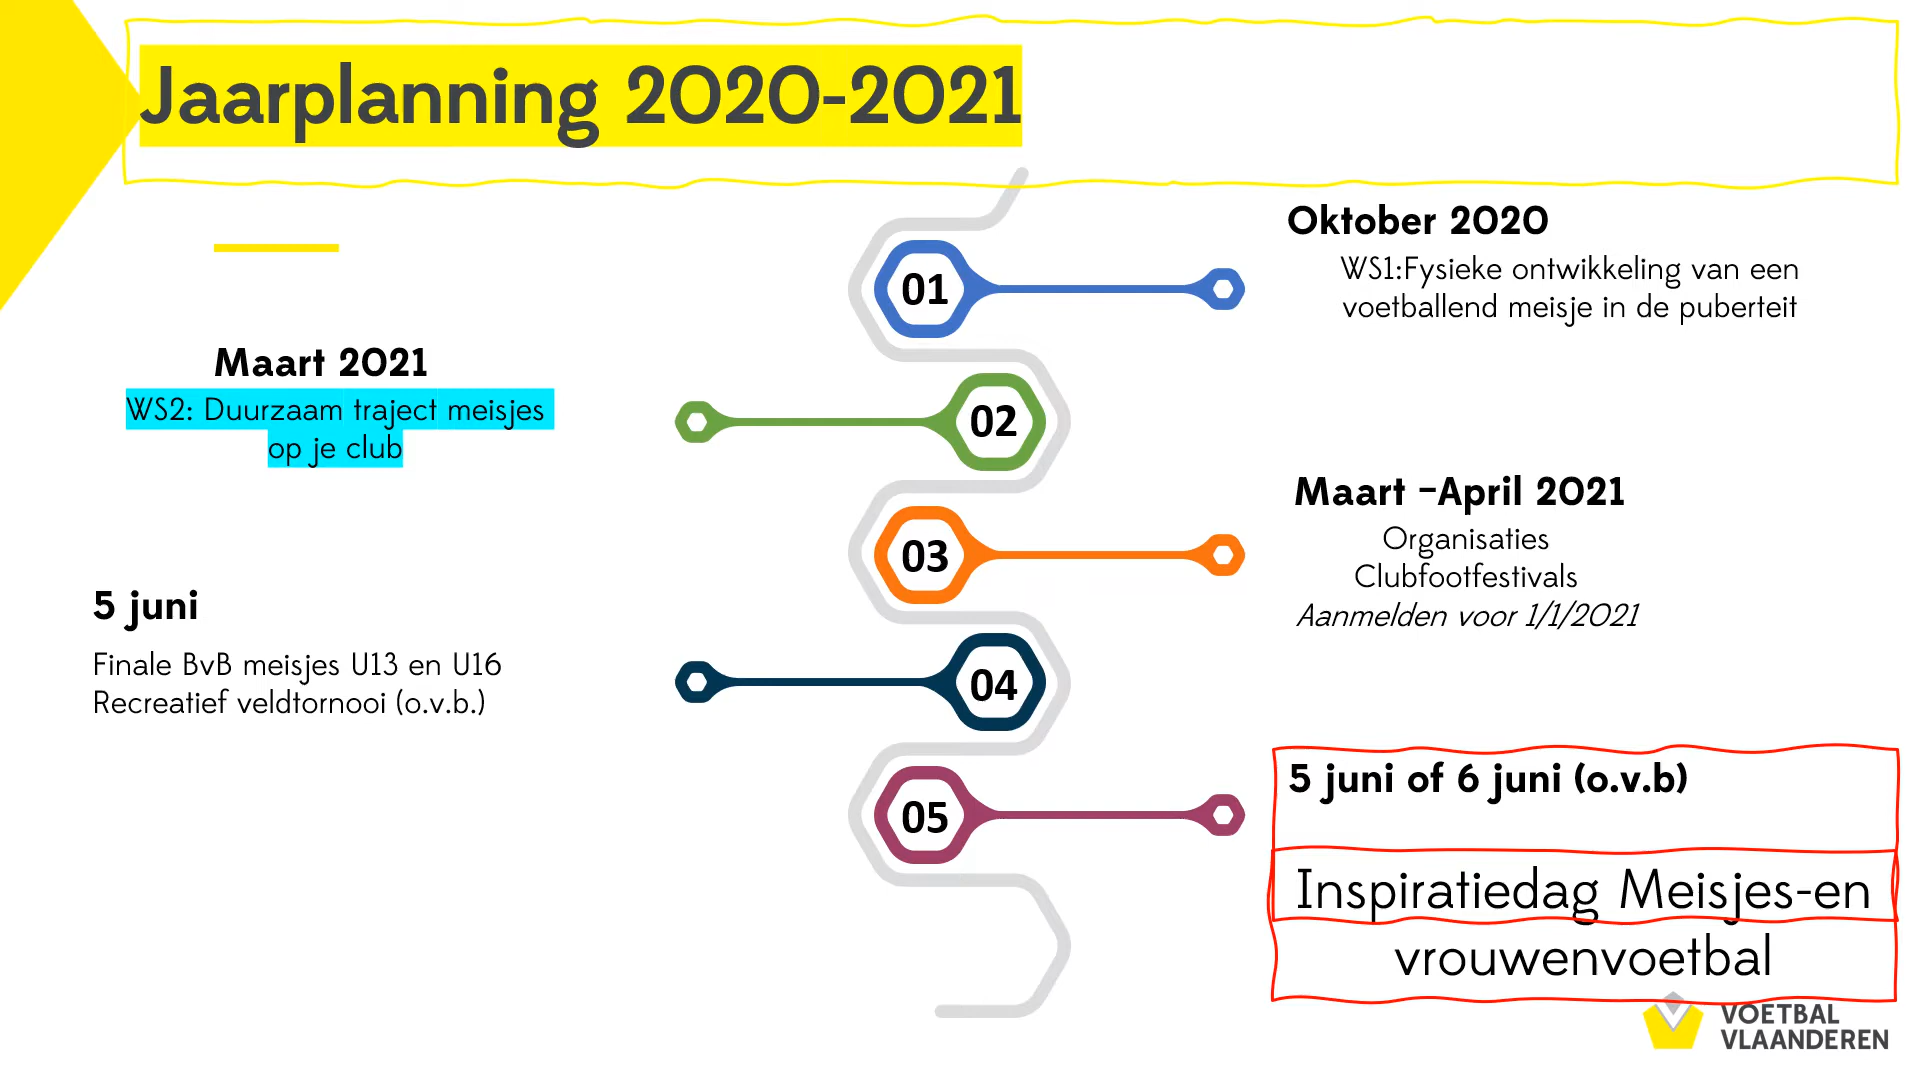 Jaarplanning 2020-2021
01
Oktober 2020
WS1:Fysieke ontwikkeling van een
voetballend meisje in de puberteit
Maart 2021
WS2: Duurzaam traject meisjes
op je club
02
03
Maart –April 2021
Organisaties
Clubfootfestivals
Aanmelden voor 1/1/2021
5 juni
Finale BvB meisjes U13 en U16
Recreatief veldtornooi (o.v.b.)
04
05
5 juni of 6 juni (o.v.b)
Inspiratiedag Meisjes-en
vrouwenvoetbal
VOETBAL
VLAANDEREN